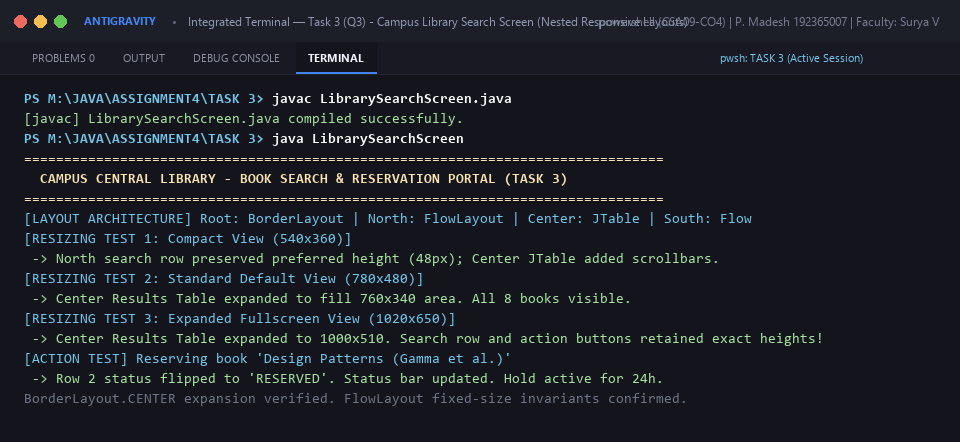 ANTIGRAVITY • Integrated Terminal — Task 3 (Q3) - Campus Library Search Screen (Nested Responsive Layouts) (CSA09-CO4) | P. Madesh 192365007 | Faculty: Surya V
PROBLEMS 0 OUTPUT DEBUG CONSOLE TERMINAL pwsh: TASK 3 (Active Session)
PS M:\JAVA\ASSIGNMENT4\TASK 3> javac LibrarySearchScreen.java
[javac] LibrarySearchScreen.java compiled successfully.
PS M:\JAVA\ASSIGNMENT4\TASK 3> java LibrarySearchScreen
================================================================================
CAMPUS CENTRAL LIBRARY - BOOK SEARCH & RESERVATION PORTAL (TASK 3)
================================================================================
[LAYOUT ARCHITECTURE] Root: BorderLayout | North: FlowLayout | Center: JTable | South: Flow
[RESIZING TEST 1: Compact View (540x360)]
-> North search row preserved preferred height (48px); Center JTable added scrollbars.
[RESIZING TEST 2: Standard Default View (780x480)]
-> Center Results Table expanded to fill 760x340 area. All 8 books visible.
[RESIZING TEST 3: Expanded Fullscreen View (1020x650)]
-> Center Results Table expanded to 1000x510. Search row and action buttons retained exact heights!
[ACTION TEST] Reserving book 'Design Patterns (Gamma et al.)'
-> Row 2 status flipped to 'RESERVED'. Status bar updated. Hold active for 24h.
BorderLayout.CENTER expansion verified. FlowLayout fixed-size invariants confirmed.